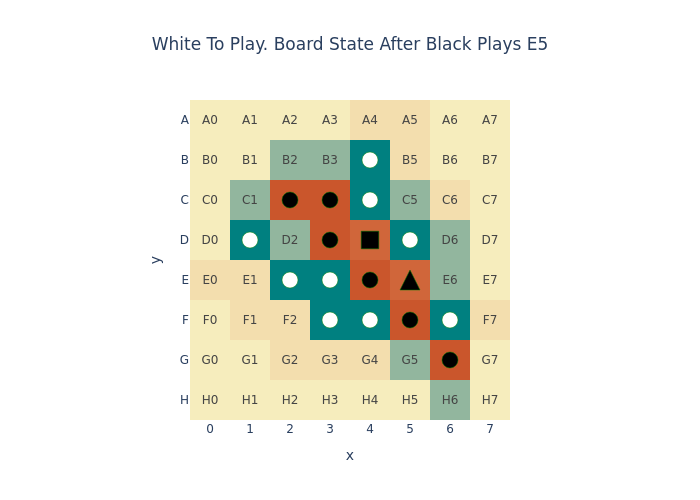 White To Play. Board State After Black Plays E5
A A0 A1 A2 A3 A4 A5 A6 A7
B B0 B1 B2 B3 B5 B6 B7
C C0 C1 C5 C6 C7
D D0 D2 D6 D7
E E0 E1 E6 E7
F F0 F1 F2 F7
G G0 G1 G2 G3 G4 G5 G7
H H0 H1 H2 H3 H4 H5 H6 H7
0 1 2 3 4 5 6 7
x
y